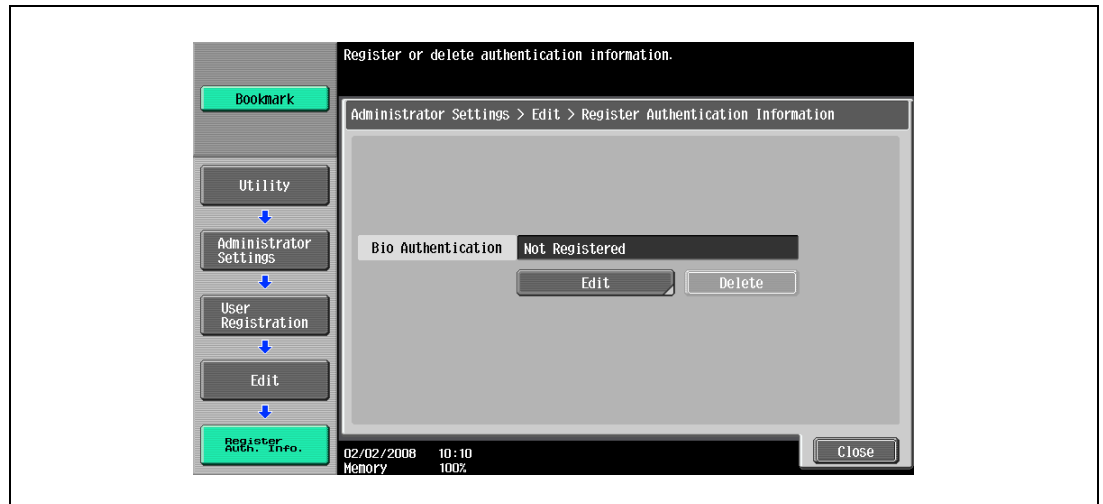 Register or delete authentication information.
Bookmark
Administrator Settings > Edit > Register Authentication Information
Utility
Administrator
Settings
Bio Authentication Not Registered
Edit Delete
User
Registration
Edit
Register
Auth. Info.
02/02/2008 10:10
Memory 100%
Close